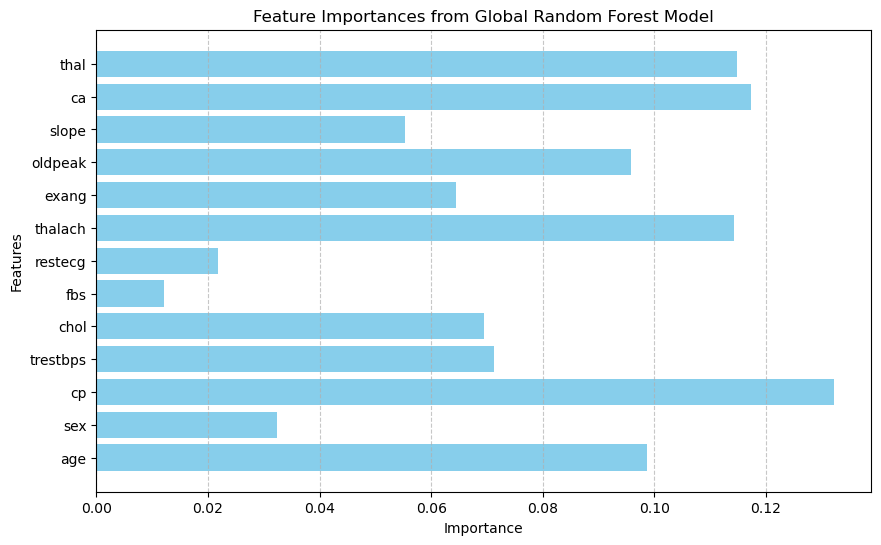 Feature Importances from Global Random Forest Model
thal
ca
slope
oldpeak
exang
thalach
restecg
fbs
chol
trestbps
cp
sex
age
Features
0.00 0.02 0.04 0.06 0.08 0.10 0.12
Importance